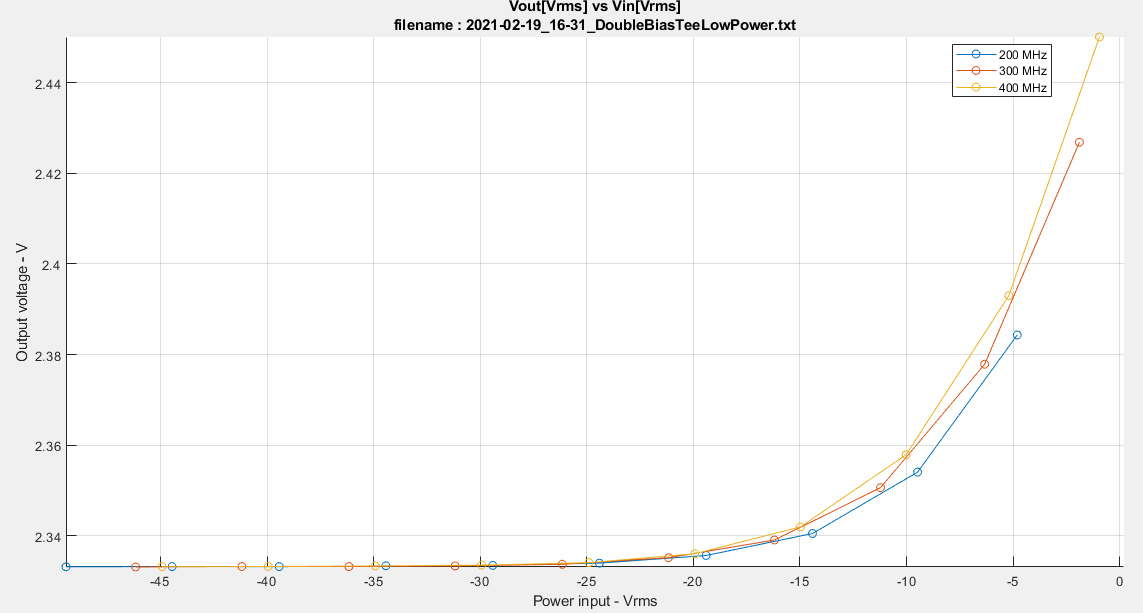 Vout[Vrms] vs Vin[Vrms]
filename : 2021-02-19_16-31_DoubleBiasTeeLowPower.txt
200 MHz
300 MHz
400 MHz
2.44
2.42
2.4
2.38
2.36
2.34
Output voltage - V
-45 -40 -35 -30 -25 -20 -15 -10 -5 0
Power input - Vrms